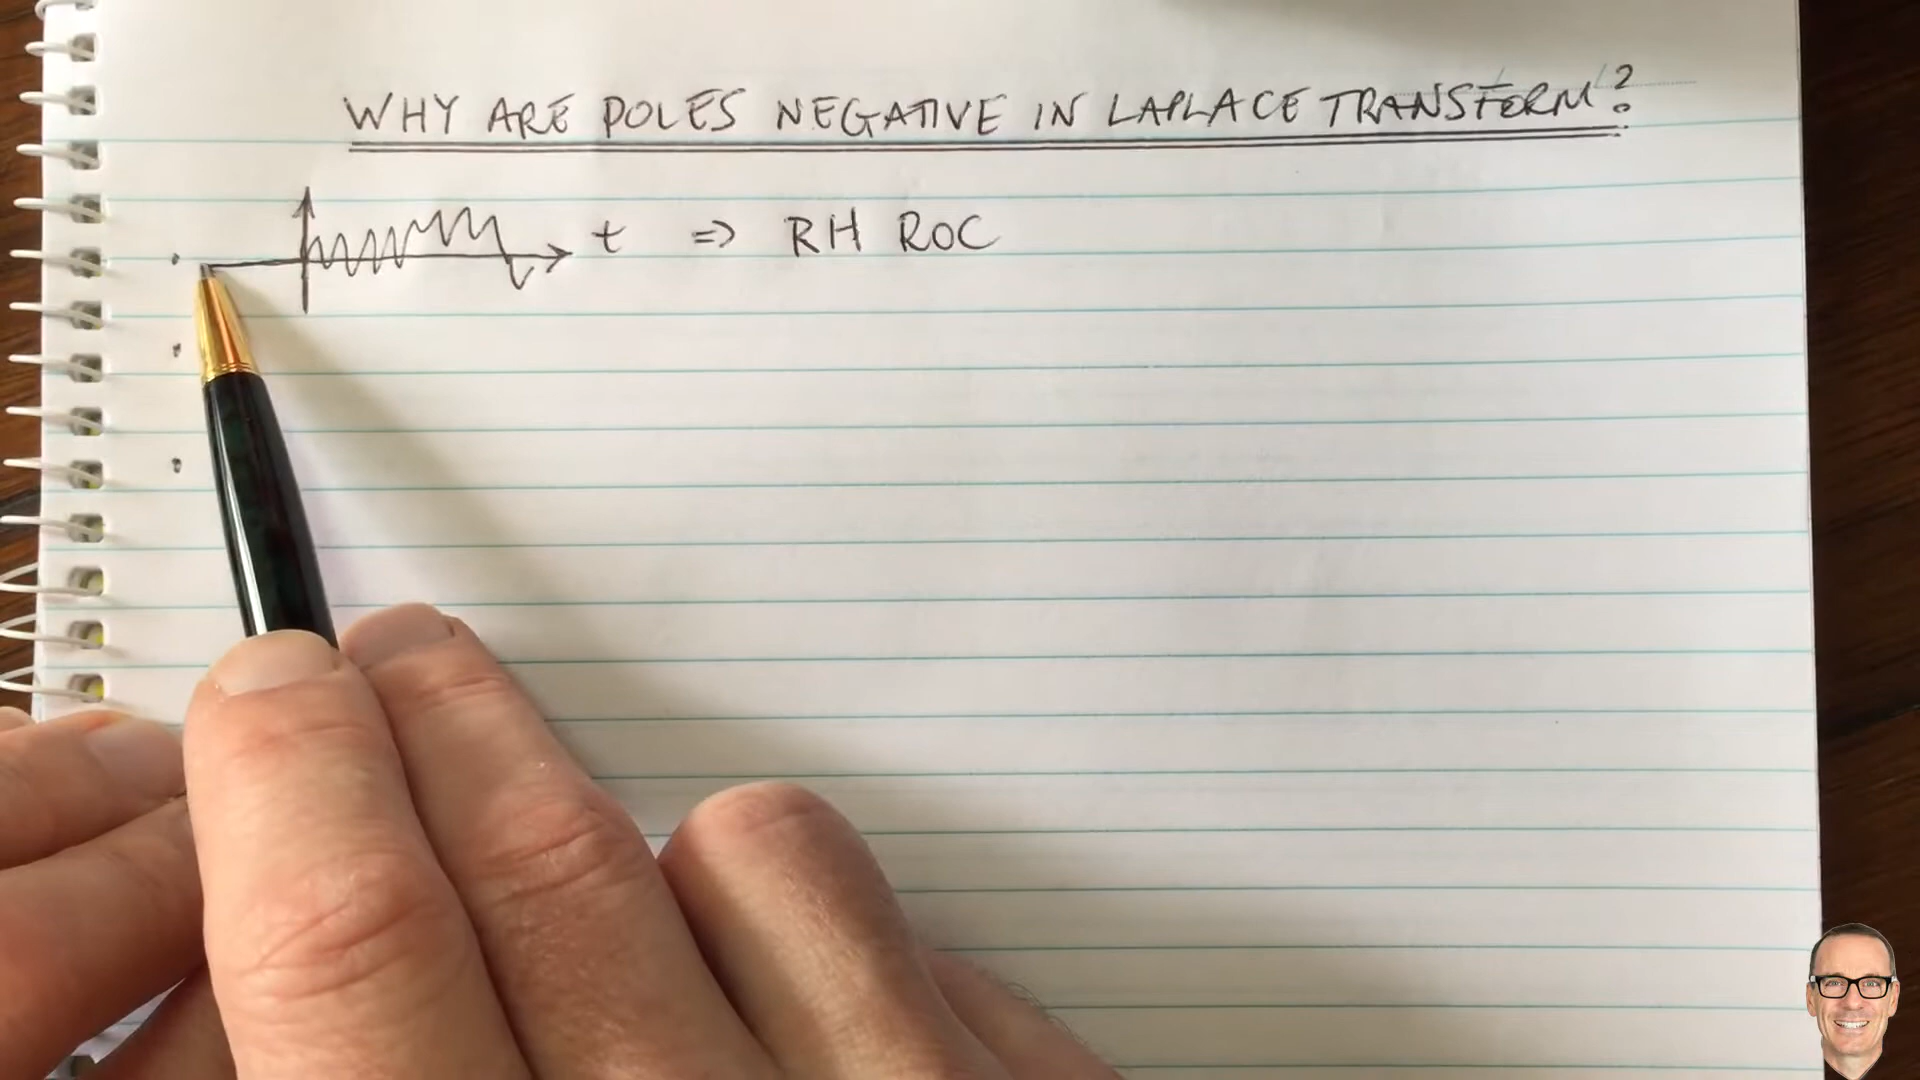 WHY ARE POLES NEGATIVE IN LAPLACE TRANSFORM?
t ⇒ RH ROC